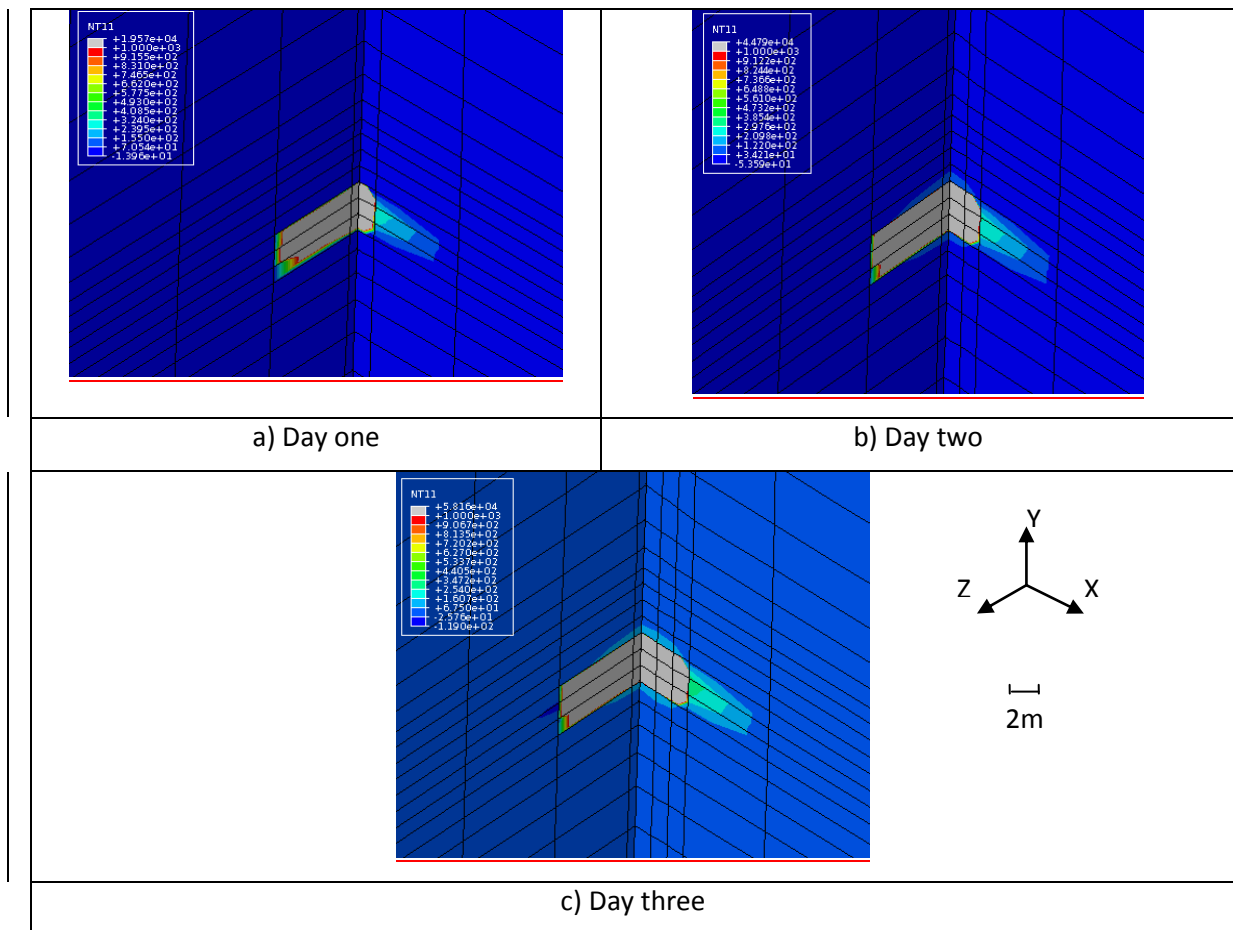 NT11
+1.957e+04
+1.000e+03
+9.155e+02
+8.310e+02
+7.465e+02
+6.620e+02
+5.775e+02
+4.930e+02
+4.085e+02
+3.240e+02
+2.395e+02
+1.550e+02
+7.054e+01
-1.396e+01
NT11
+4.479e+04
+1.000e+03
+9.122e+02
+8.244e+02
+7.366e+02
+6.488e+02
+5.610e+02
+4.732e+02
+3.854e+02
+2.976e+02
+2.098e+02
+1.220e+02
+3.421e+01
-5.359e+01
a) Day one
b) Day two
NT11
+5.816e+04
+1.000e+03
+9.067e+02
+8.135e+02
+7.202e+02
+6.270e+02
+5.337e+02
+4.405e+02
+3.472e+02
+2.540e+02
+1.607e+02
+6.750e+01
-2.576e+01
-1.190e+02
Y
Z
X
2m
c) Day three